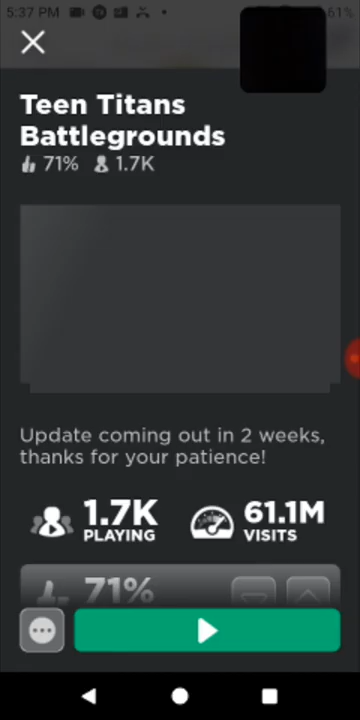 5:37 PM
61%
Teen Titans
Battlegrounds
71% 1.7K
Update coming out in 2 weeks,
thanks for your patience!
1.7K
PLAYING
61.1M
VISITS
71%